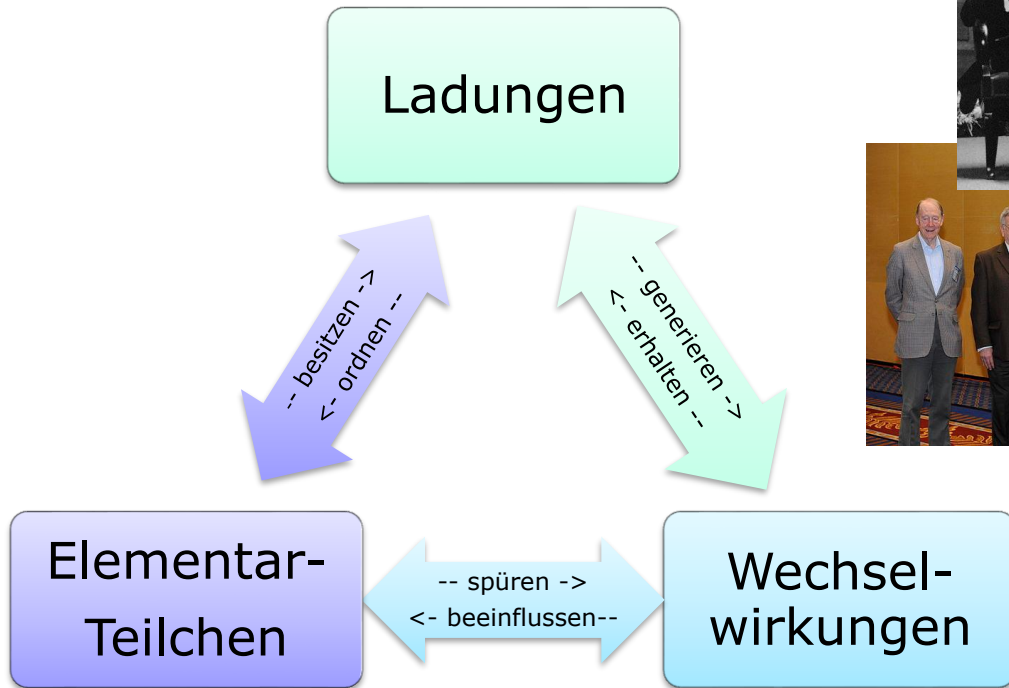 Ladungen
-- besitzen ->
<- ordnen --
-- generieren ->
<- erhalten --
Elementar-
Teilchen
-- spüren ->
<- beeinflussen--
Wechsel-
wirkungen